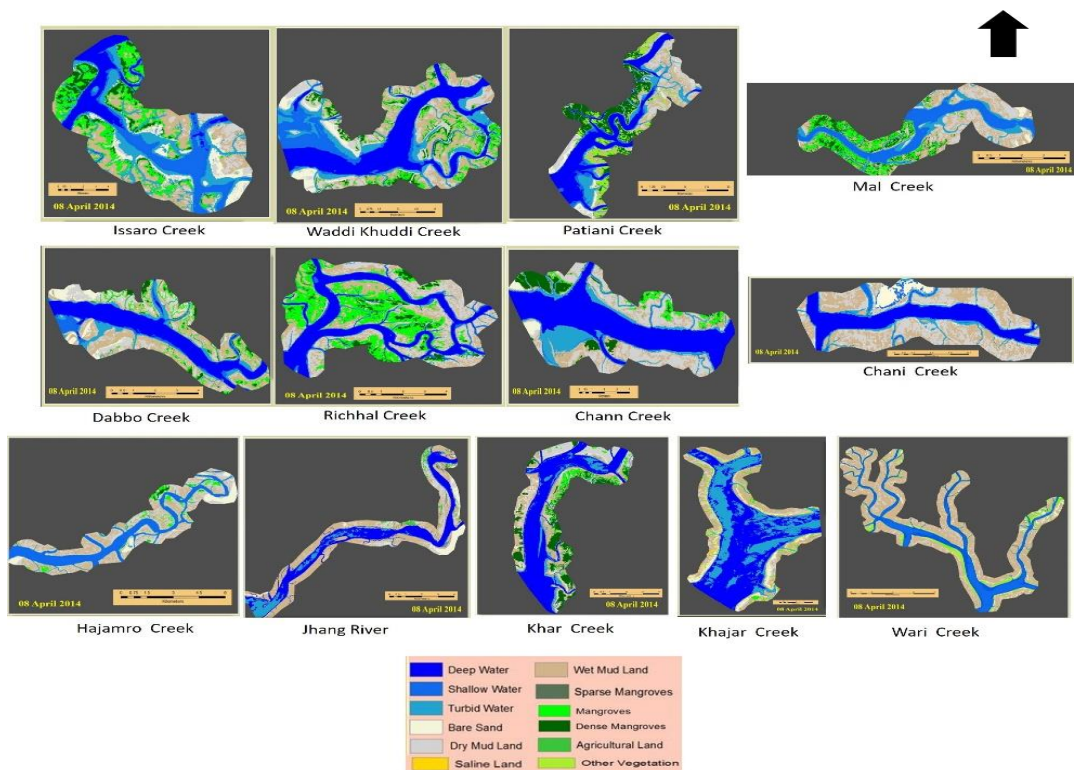 08 April 2014
Issaro Creek
08 April 2014
Waddi Khuddi Creek
08 April 2014
Patiani Creek
08 April 2014
Mal Creek
08 April 2014
Dabbo Creek
08 April 2014
Richhal Creek
08 April 2014
Chann Creek
08 April 2014
Chani Creek
08 April 2014
Hajamro Creek
08 April 2014
Jhang River
08 April 2014
Khar Creek
08 April 2014
Khajar Creek
08 April 2014
Wari Creek
Deep Water
Wet Mud Land
Shallow Water
Sparse Mangroves
Turbid Water
Mangroves
Bare Sand
Dense Mangroves
Dry Mud Land
Agricultural Land
Saline Land
Other Vegetation